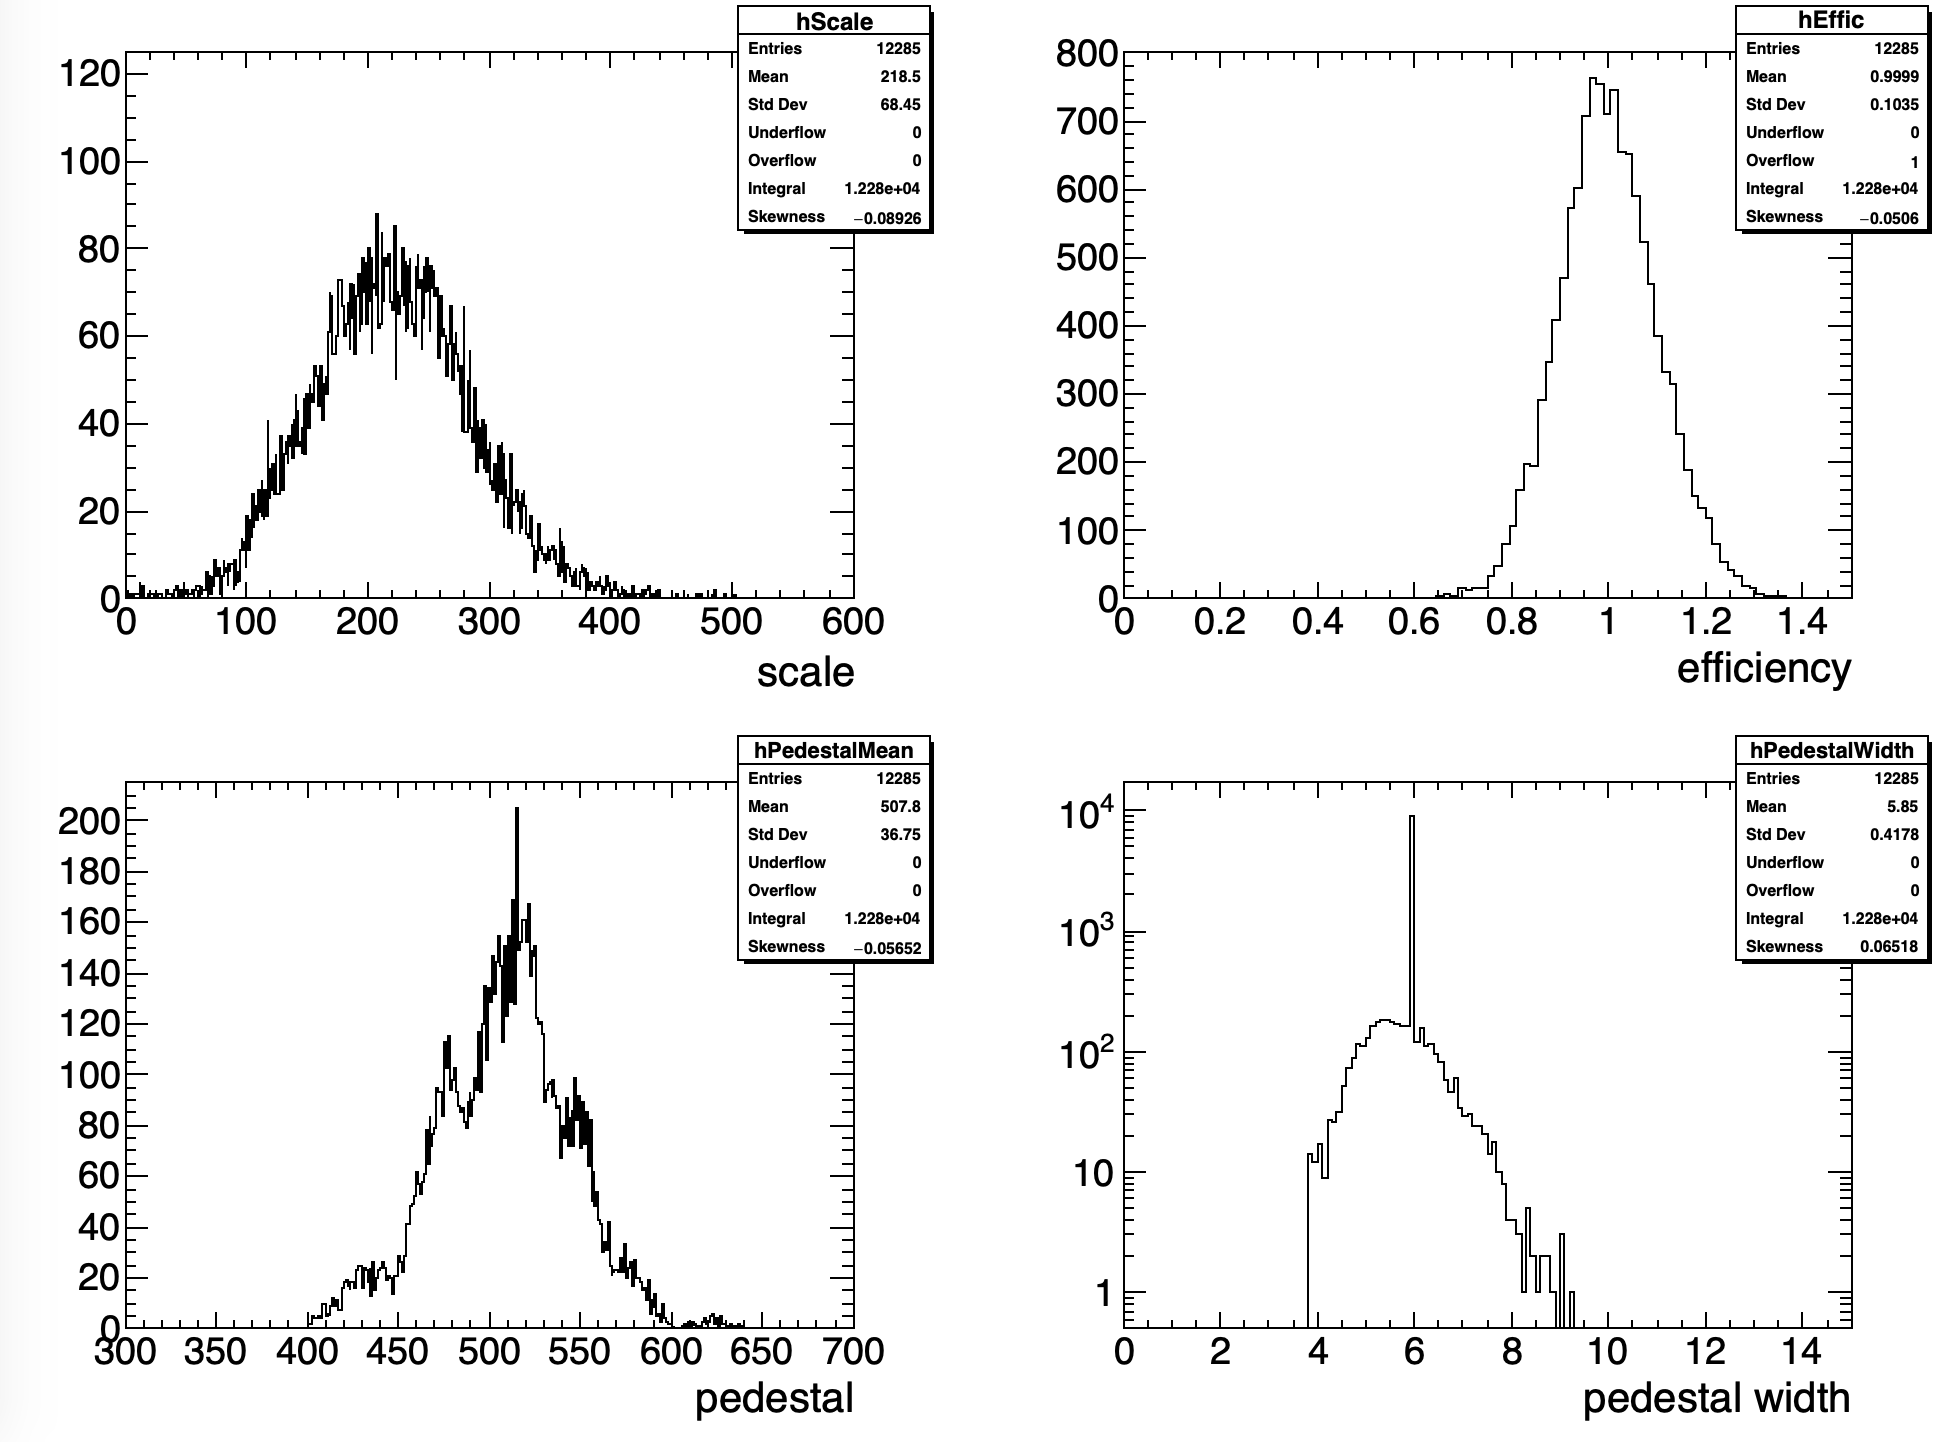 hScale
Entries 12285
Mean 218.5
Std Dev 68.45
Underflow 0
Overflow 0
Integral 1.228e+04
Skewness −0.08926
120
100
80
60
40
20
0
0 100 200 300 400 500 600
scale
hEffic
Entries 12285
Mean 0.9999
Std Dev 0.1035
Underflow 0
Overflow 1
Integral 1.228e+04
Skewness −0.0506
800
700
600
500
400
300
200
100
0
0 0.2 0.4 0.6 0.8 1 1.2 1.4
efficiency
hPedestalMean
Entries 12285
Mean 507.8
Std Dev 36.75
Underflow 0
Overflow 0
Integral 1.228e+04
Skewness −0.05652
200
180
160
140
120
100
80
60
40
20
0
300 350 400 450 500 550 600 650 700
pedestal
hPedestalWidth
Entries 12285
Mean 5.85
Std Dev 0.4178
Underflow 0
Overflow 0
Integral 1.228e+04
Skewness 0.06518
10⁴
10³
10²
10
1
0 2 4 6 8 10 12 14
pedestal width